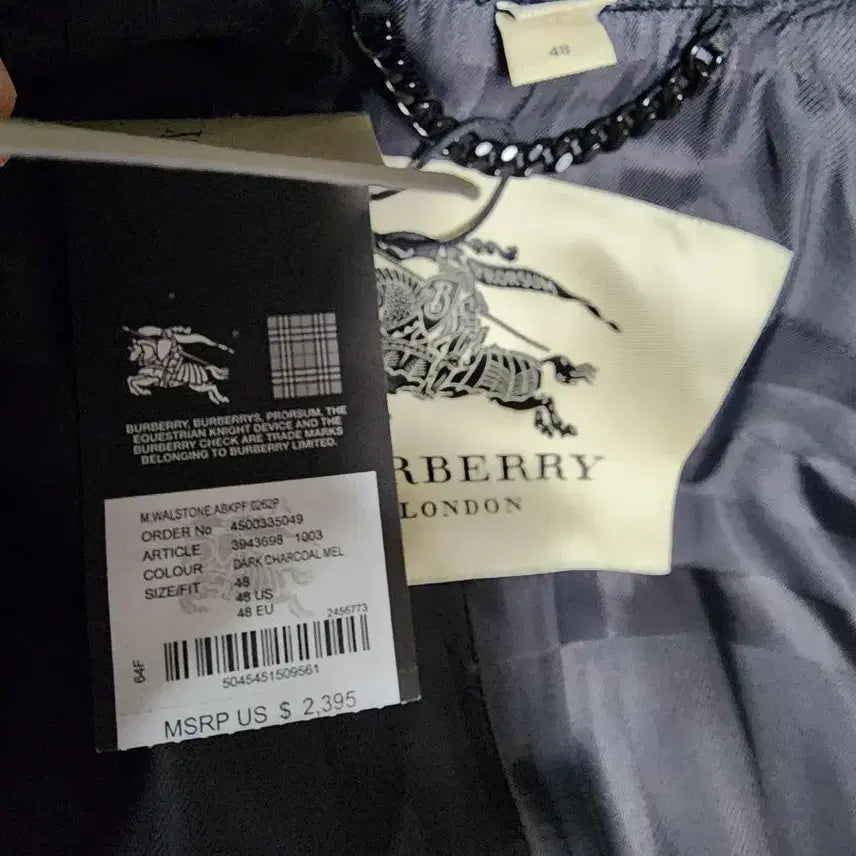 48
PRORSUM
RBERRY
LONDON
BURBERRY, BURBERRYS, PRORSUM, THE
EQUESTRIAN KNIGHT DEVICE AND THE
BURBERRY CHECK ARE TRADE MARKS
BELONGING TO BURBERRY LIMITED.
M.WALSTONE.ABKPF.0262P
ORDER No 4500335049
ARTICLE 3943698 1003
COLOUR DARK CHARCOAL MEL
SIZE/FIT 48
48 US
48 EU
2456773
64F
5045451509561
MSRP US $ 2,395